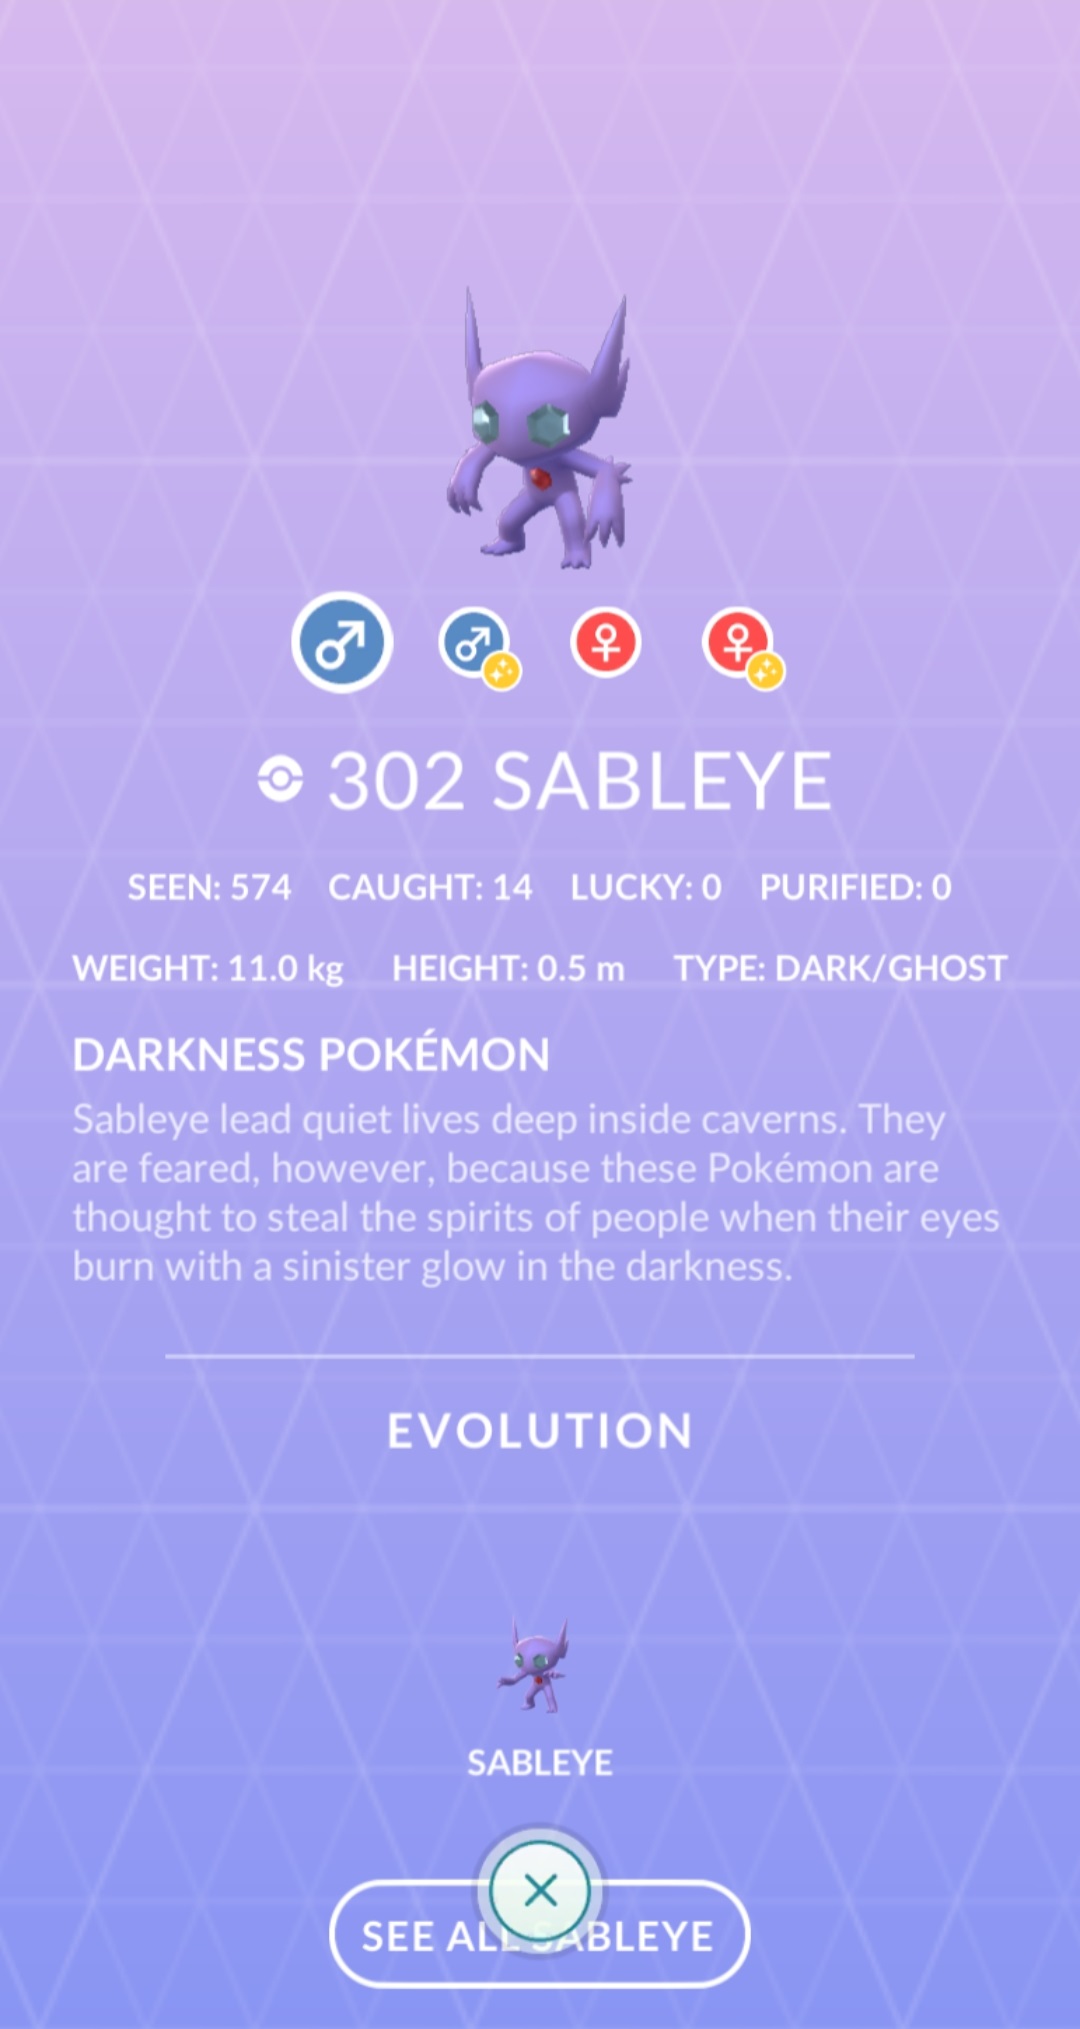 302 SABLEYE
SEEN: 574 CAUGHT: 14 LUCKY: 0 PURIFIED: 0
WEIGHT: 11.0 kg HEIGHT: 0.5 m TYPE: DARK/GHOST
DARKNESS POKÉMON
Sableye lead quiet lives deep inside caverns. They
are feared, however, because these Pokémon are
thought to steal the spirits of people when their eyes
burn with a sinister glow in the darkness.
EVOLUTION
SABLEYE
SEE ALL SABLEYE